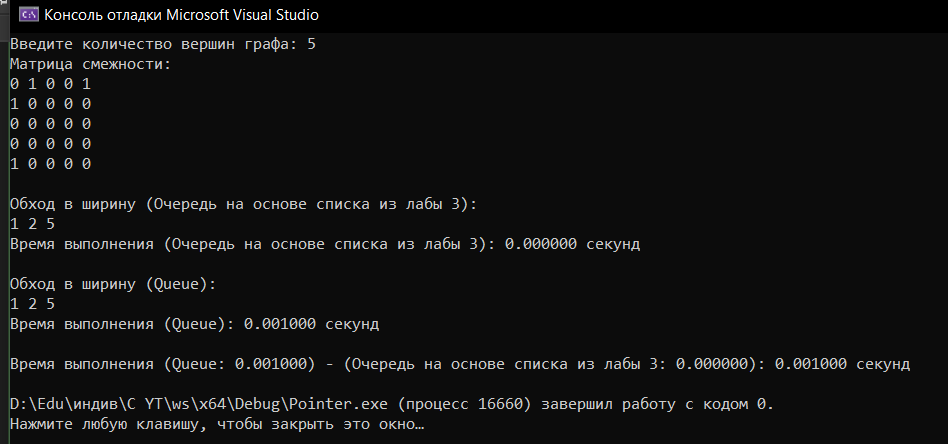 Консоль отладки Microsoft Visual Studio
Введите количество вершин графа: 5
Матрица смежности:
0 1 0 0 1
1 0 0 0 0
0 0 0 0 0
0 0 0 0 0
1 0 0 0 0
Обход в ширину (Очередь на основе списка из лабы 3):
1 2 5
Время выполнения (Очередь на основе списка из лабы 3): 0.000000 секунд
Обход в ширину (Queue):
1 2 5
Время выполнения (Queue): 0.001000 секунд
Время выполнения (Queue: 0.001000) - (Очередь на основе списка из лабы 3: 0.000000): 0.001000 секунд
D:\Edu\индив\C YT\ws\x64\Debug\Pointer.exe (процесс 16660) завершил работу с кодом 0.
Нажмите любую клавишу, чтобы закрыть это окно…